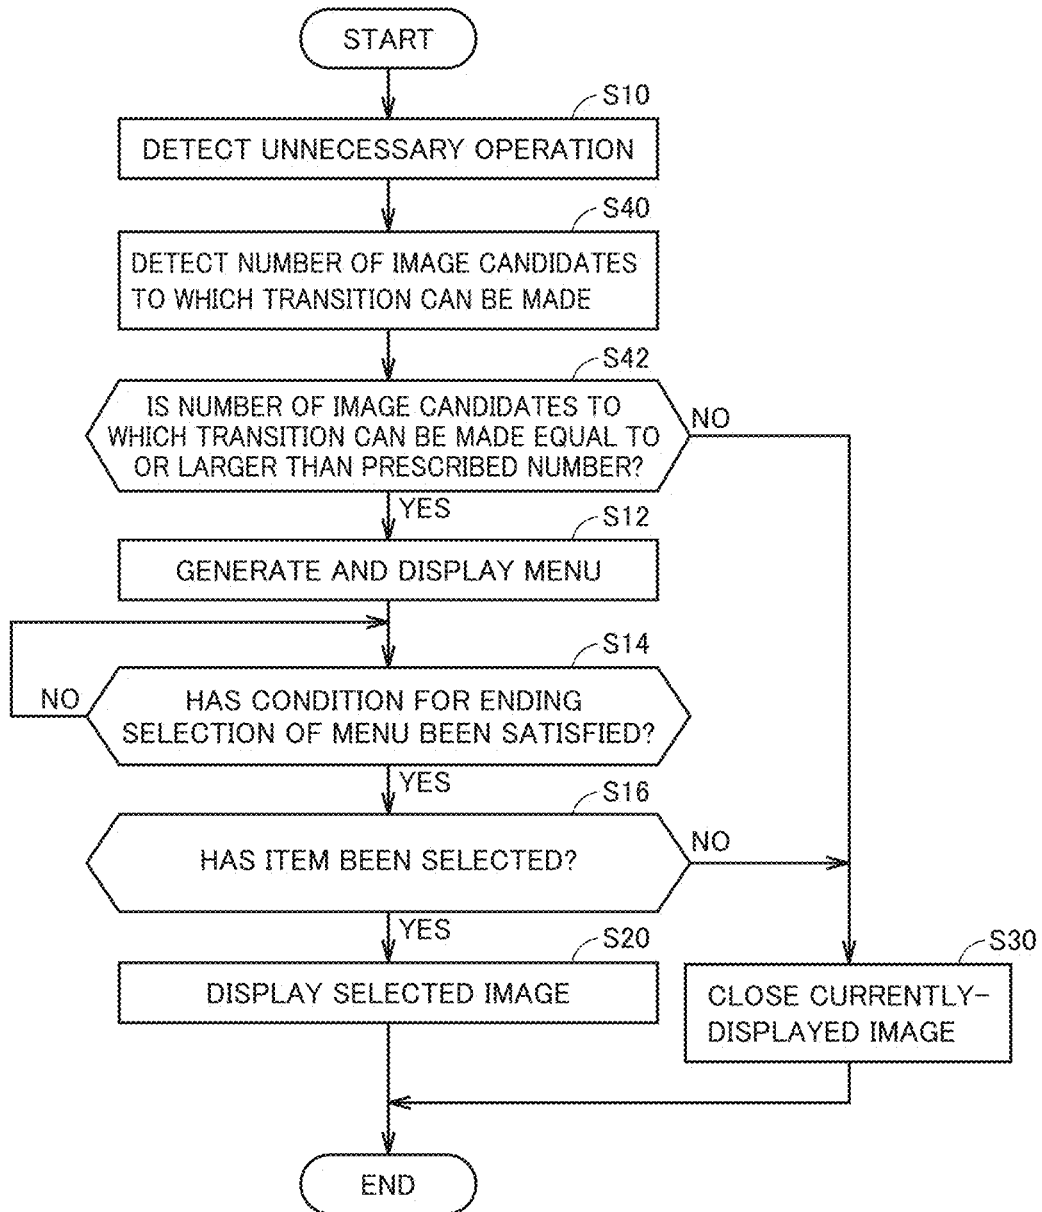 START
S10
DETECT UNNECESSARY OPERATION
S40
DETECT NUMBER OF IMAGE CANDIDATES
TO WHICH TRANSITION CAN BE MADE
S42
IS NUMBER OF IMAGE CANDIDATES TO
WHICH TRANSITION CAN BE MADE EQUAL TO
OR LARGER THAN PRESCRIBED NUMBER?
NO
YES
S12
GENERATE AND DISPLAY MENU
S14
NO
HAS CONDITION FOR ENDING
SELECTION OF MENU BEEN SATISFIED?
YES
S16
HAS ITEM BEEN SELECTED?
NO
YES
S20
DISPLAY SELECTED IMAGE
S30
CLOSE CURRENTLY-
DISPLAYED IMAGE
END